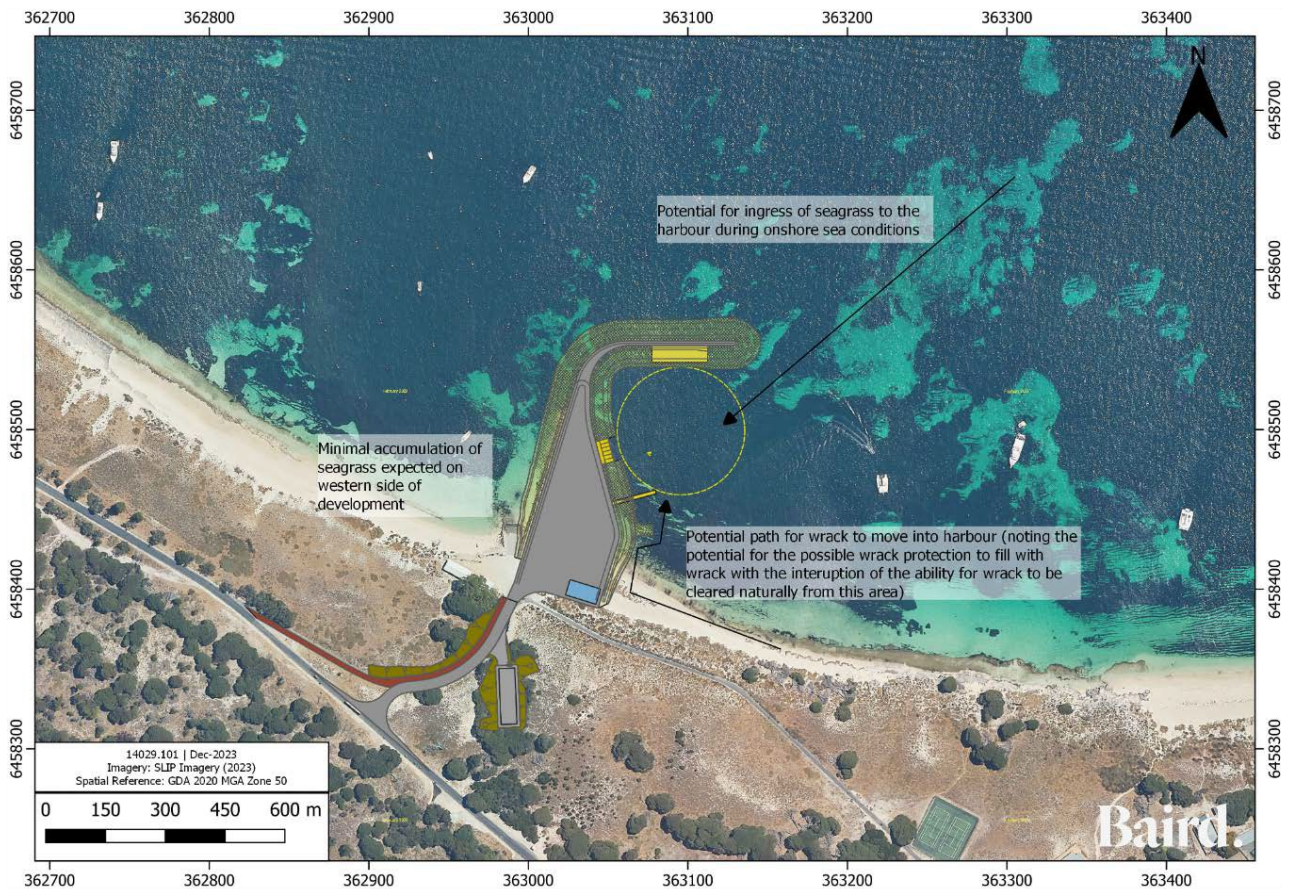 362700 362800 362900 363000 363100 363200 363300 363400
N
6458700 6458700
Potential for ingress of seagrass to the
harbour during onshore sea conditions
6458600 6458600
6458500 6458500
Minimal accumulation of
seagrass expected on
western side of
development
Potential path for wrack to move into harbour (noting the
potential for the possible wrack protection to fill with
wrack with the interuption of the ability for wrack to be
cleared naturally from this area)
6458400 6458400
6458300 6458300
14029.101 | Dec-2023
Imagery: SLIP Imagery (2023)
Spatial Reference: GDA 2020 MGA Zone 50
0 150 300 450 600 m
Baird.
362700 362800 362900 363000 363100 363200 363300 363400